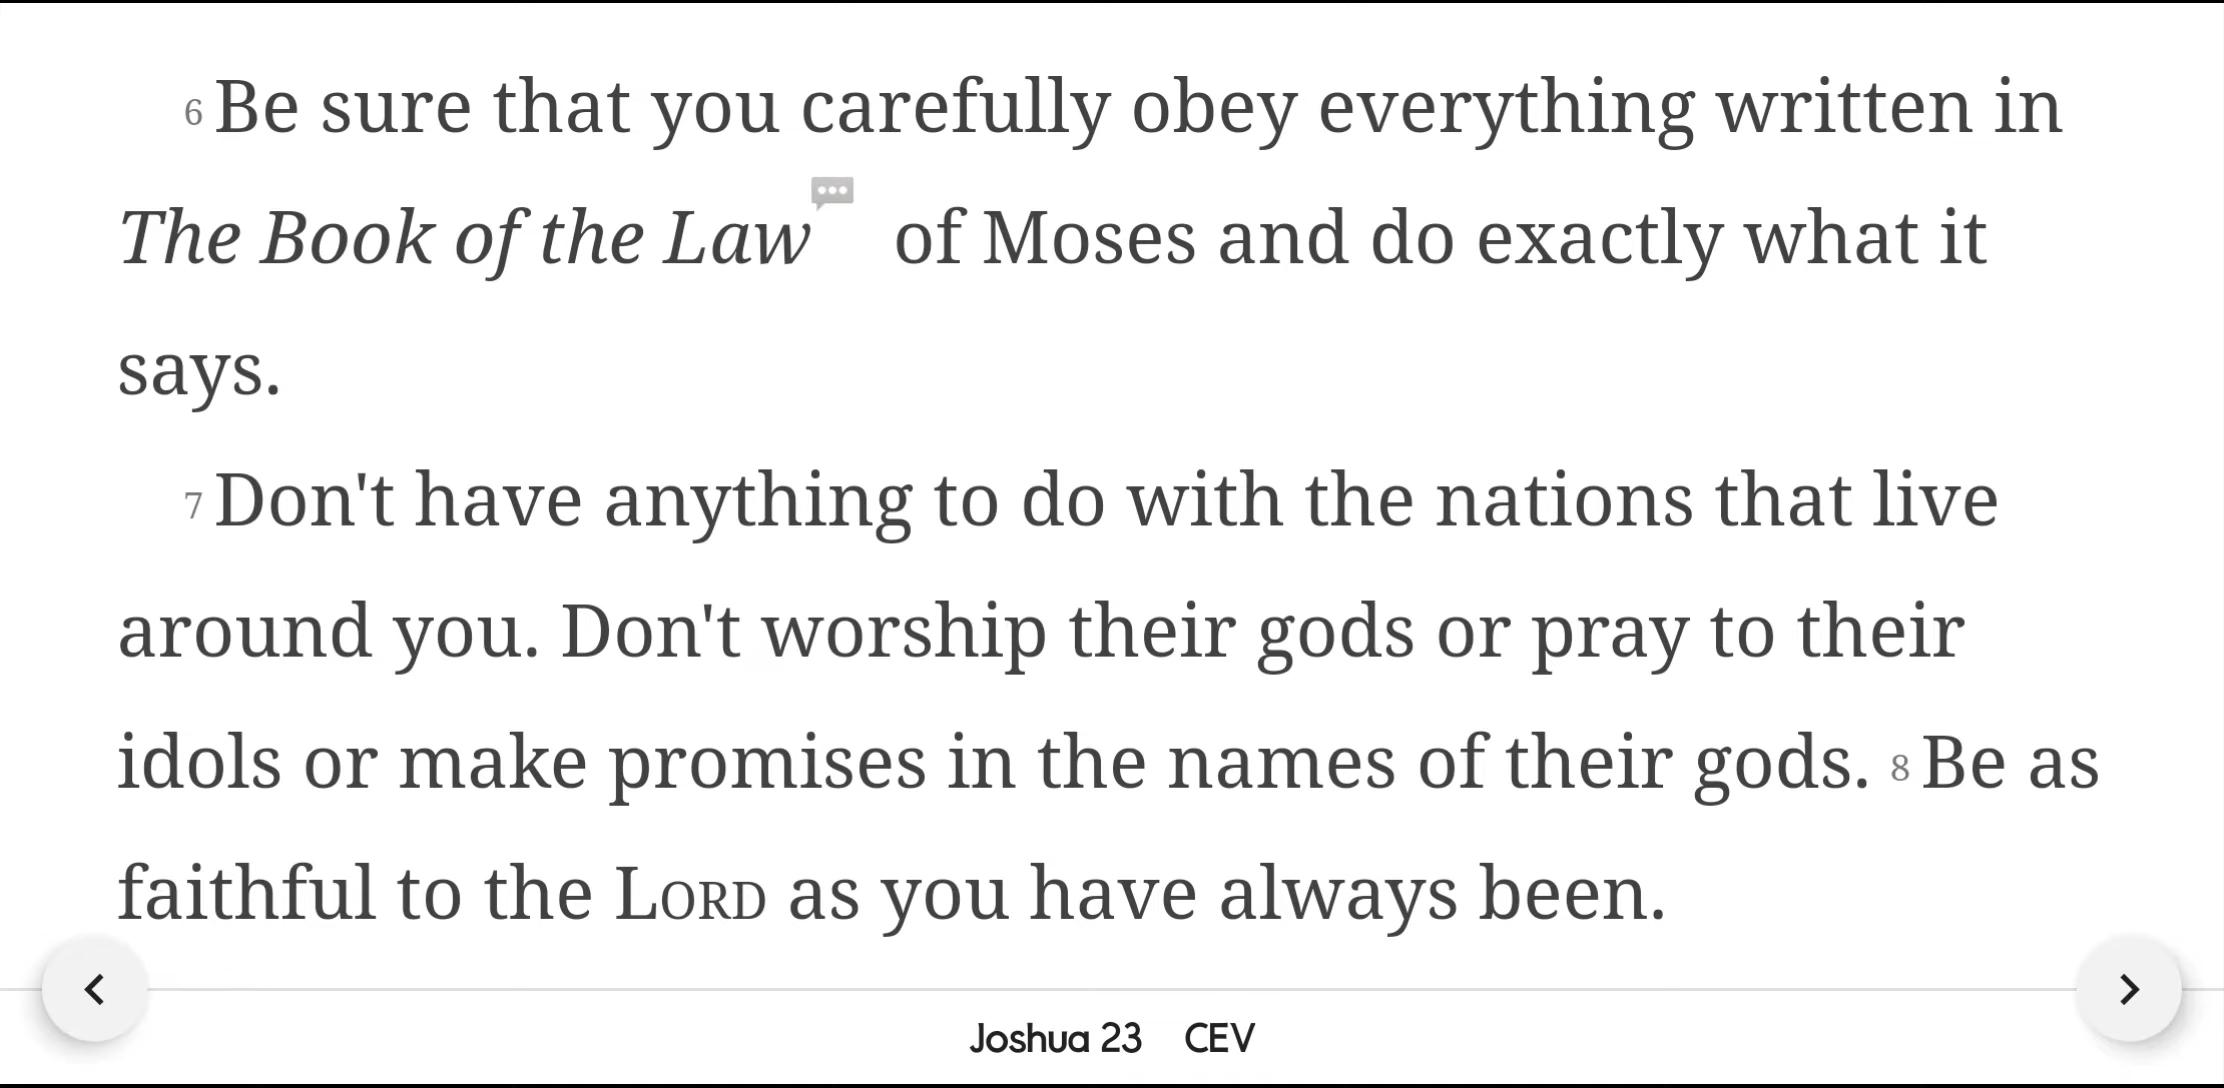 6 Be sure that you carefully obey everything written in
The Book of the Law of Moses and do exactly what it
says.
7 Don't have anything to do with the nations that live
around you. Don't worship their gods or pray to their
idols or make promises in the names of their gods. 8 Be as
faithful to the LORD as you have always been.
Joshua 23 CEV